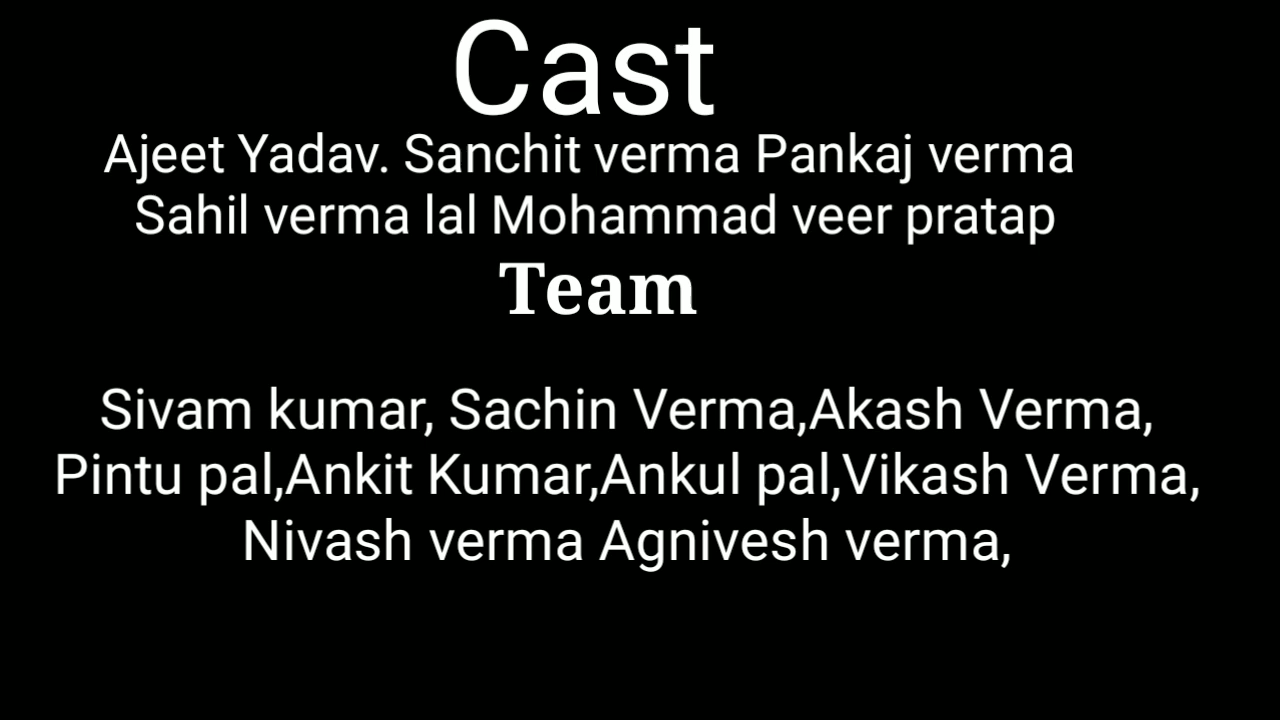 Cast
Ajeet Yadav. Sanchit verma Pankaj verma
Sahil verma lal Mohammad veer pratap
Team
Sivam kumar, Sachin Verma,Akash Verma,
Pintu pal,Ankit Kumar,Ankul pal,Vikash Verma,
Nivash verma Agnivesh verma,